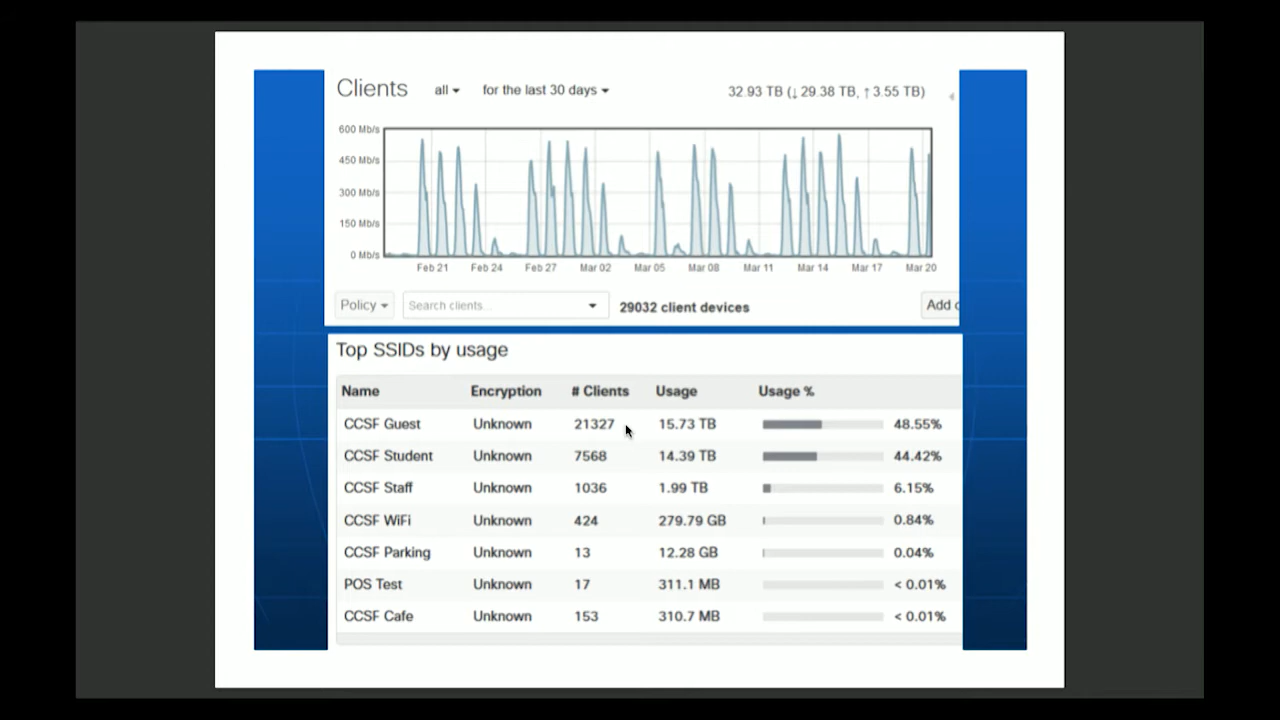 Clients all for the last 30 days 32.93 TB (↓ 29.38 TB, ↑ 3.55 TB)
600 Mb/s
450 Mb/s
300 Mb/s
150 Mb/s
0 Mb/s
Feb 21 Feb 24 Feb 27 Mar 02 Mar 05 Mar 08 Mar 11 Mar 14 Mar 17 Mar 20
Policy Search clients... 29032 client devices Add
Top SSIDs by usage
Name Encryption # Clients Usage Usage %
CCSF Guest Unknown 21327 15.73 TB 48.55%
CCSF Student Unknown 7568 14.39 TB 44.42%
CCSF Staff Unknown 1036 1.99 TB 6.15%
CCSF WiFi Unknown 424 279.79 GB 0.84%
CCSF Parking Unknown 13 12.28 GB 0.04%
POS Test Unknown 17 311.1 MB < 0.01%
CCSF Cafe Unknown 153 310.7 MB < 0.01%